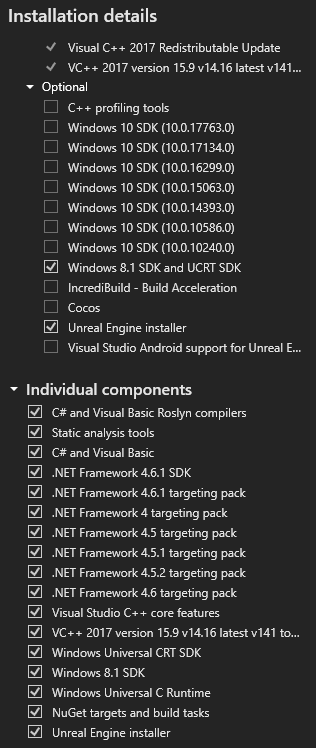 Installation details
Visual C++ 2017 Redistributable Update
VC++ 2017 version 15.9 v14.16 latest v141...
Optional
C++ profiling tools
Windows 10 SDK (10.0.17763.0)
Windows 10 SDK (10.0.17134.0)
Windows 10 SDK (10.0.16299.0)
Windows 10 SDK (10.0.15063.0)
Windows 10 SDK (10.0.14393.0)
Windows 10 SDK (10.0.10586.0)
Windows 10 SDK (10.0.10240.0)
Windows 8.1 SDK and UCRT SDK
IncrediBuild - Build Acceleration
Cocos
Unreal Engine installer
Visual Studio Android support for Unreal E...
Individual components
C# and Visual Basic Roslyn compilers
Static analysis tools
C# and Visual Basic
.NET Framework 4.6.1 SDK
.NET Framework 4.6.1 targeting pack
.NET Framework 4 targeting pack
.NET Framework 4.5 targeting pack
.NET Framework 4.5.1 targeting pack
.NET Framework 4.5.2 targeting pack
.NET Framework 4.6 targeting pack
Visual Studio C++ core features
VC++ 2017 version 15.9 v14.16 latest v141 to...
Windows Universal CRT SDK
Windows 8.1 SDK
Windows Universal C Runtime
NuGet targets and build tasks
Unreal Engine installer